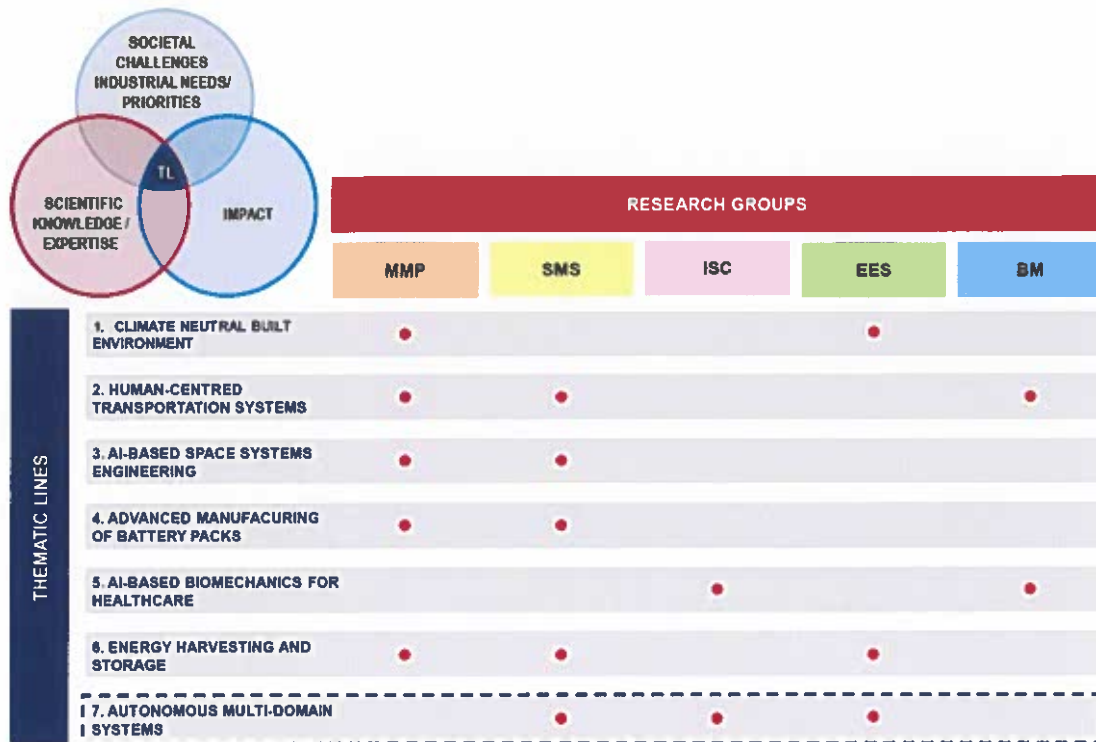 SOCIETAL
CHALLENGES
INDUSTRIAL NEEDS/
PRIORITIES
TL
SCIENTIFIC
KNOWLEDGE /
EXPERTISE
IMPACT
RESEARCH GROUPS
MMP
SMS
ISC
EES
BM
THEMATIC LINES
1. CLIMATE NEUTRAL BUILT
ENVIRONMENT
2. HUMAN-CENTRED
TRANSPORTATION SYSTEMS
3. AI-BASED SPACE SYSTEMS
ENGINEERING
4. ADVANCED MANUFACURING
OF BATTERY PACKS
5. AI-BASED BIOMECHANICS FOR
HEALTHCARE
6. ENERGY HARVESTING AND
STORAGE
7. AUTONOMOUS MULTI-DOMAIN
SYSTEMS